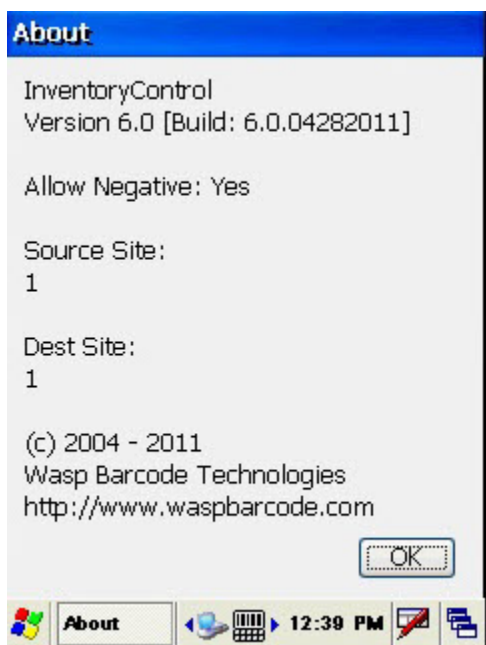 About
InventoryControl
Version 6.0 [Build: 6.0.04282011]
Allow Negative: Yes
Source Site:
1
Dest Site:
1
(c) 2004 - 2011
Wasp Barcode Technologies
http://www.waspbarcode.com
OK
About 12:39 PM